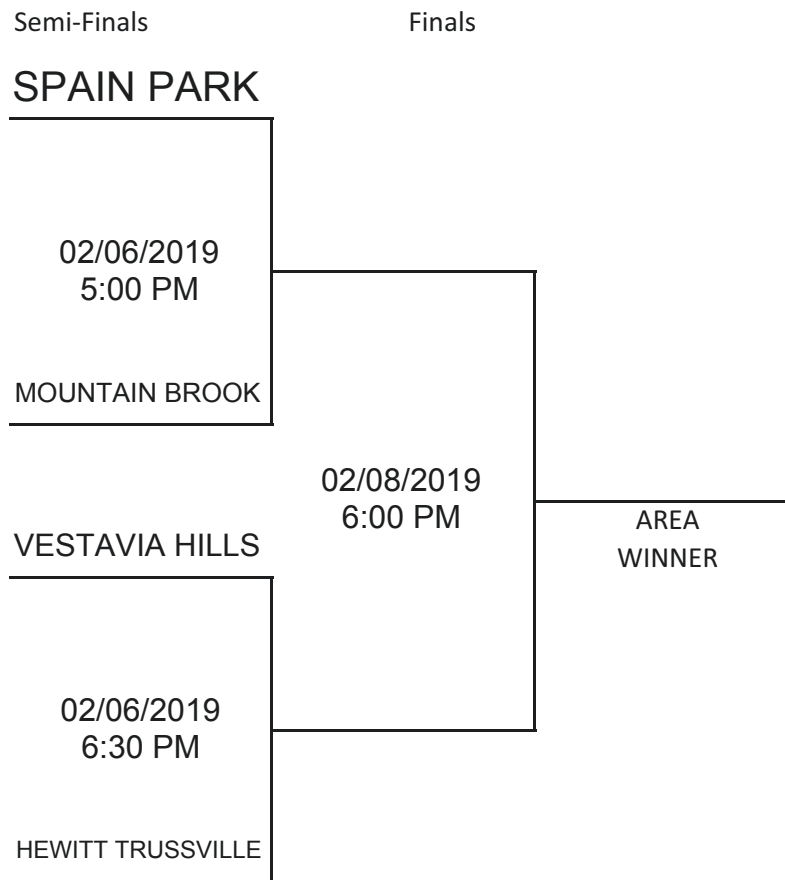 Semi-Finals
Finals
SPAIN PARK
02/06/2019
5:00 PM
MOUNTAIN BROOK
02/08/2019
6:00 PM
AREA
WINNER
VESTAVIA HILLS
02/06/2019
6:30 PM
HEWITT TRUSSVILLE